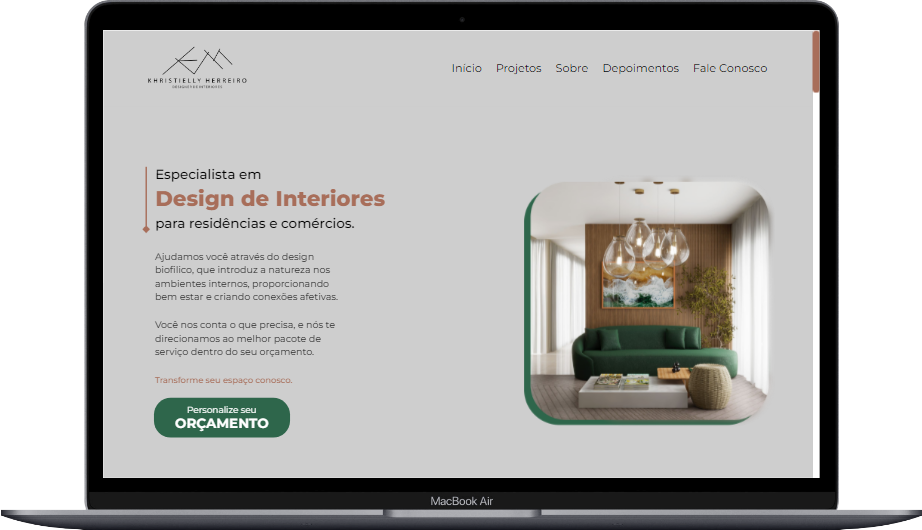 KHRISTIELLY HERREIRO
DESIGNER DE INTERIORES
Início Projetos Sobre Depoimentos Fale Conosco
Especialista em
Design de Interiores
para residências e comércios.
Ajudamos você através do design
biofílico, que introduz a natureza nos
ambientes internos, proporcionando
bem estar e criando conexões afetivas.
Você nos conta o que precisa, e nós te
direcionamos ao melhor pacote de
serviço dentro do seu orçamento.
Transforme seu espaço conosco.
Personalize seu
ORÇAMENTO
MacBook Air